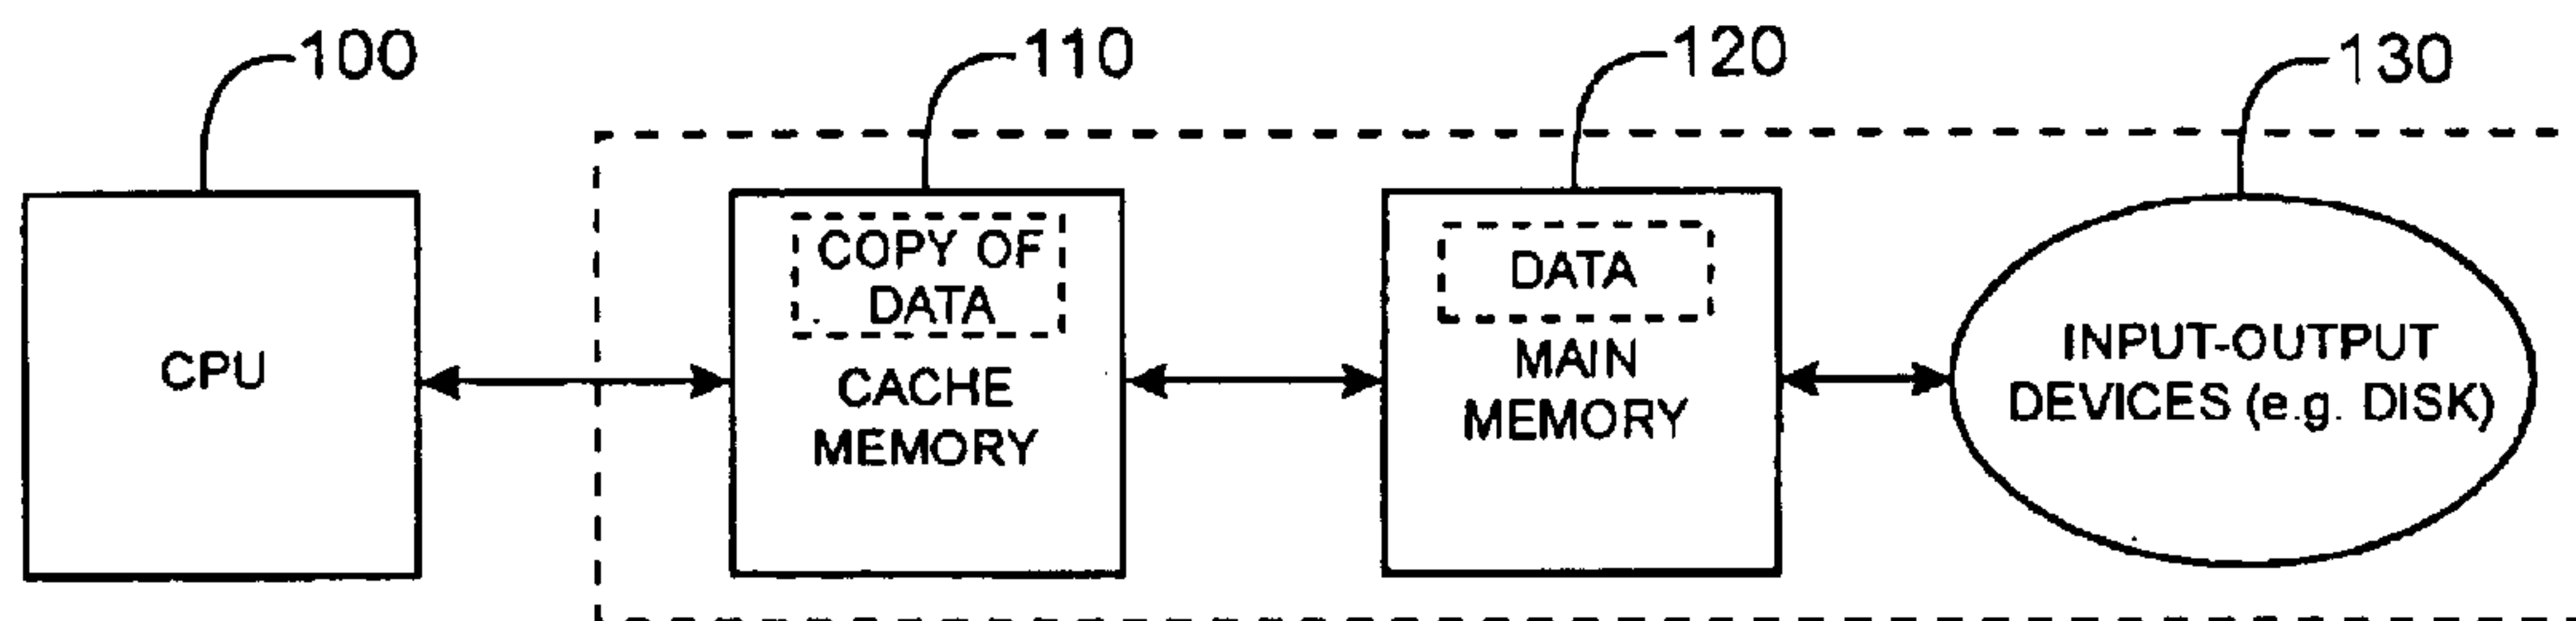 100
110
120
130
CPU
COPY OF
DATA
CACHE
MEMORY
DATA
MAIN
MEMORY
INPUT-OUTPUT
DEVICES (e.g. DISK)